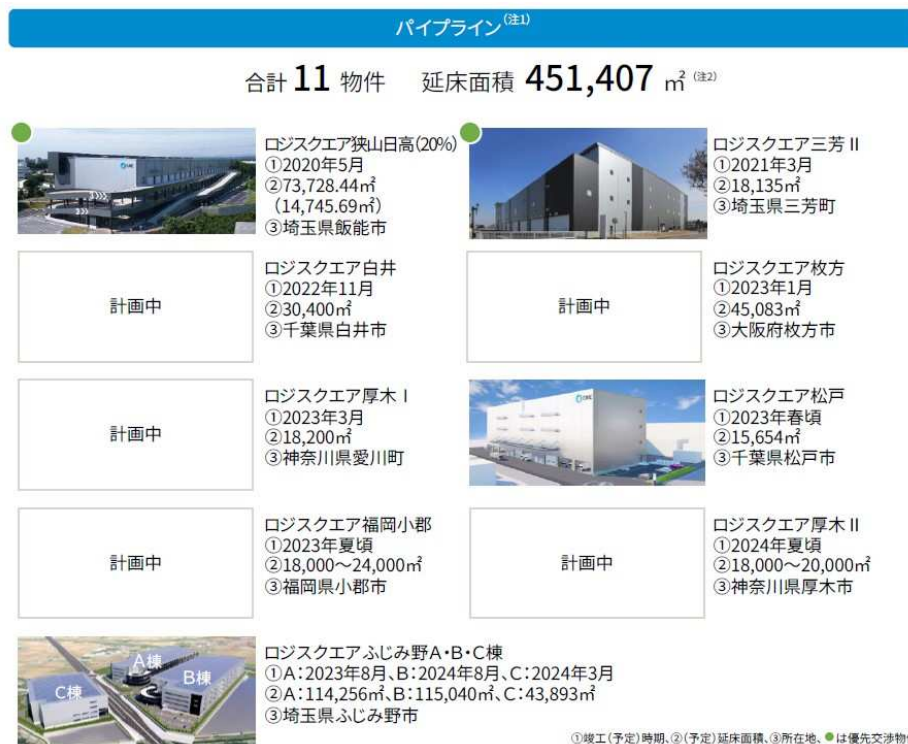 パイプライン(注1)
合計 11 物件 延床面積 451,407 ㎡ (注2)
ロジスクエア狭山日高(20%)
①2020年5月
②73,728.44㎡
(14,745.69㎡)
③埼玉県飯能市
ロジスクエア三芳Ⅱ
①2021年3月
②18,135㎡
③埼玉県三芳町
計画中
ロジスクエア白井
①2022年11月
②30,400㎡
③千葉県白井市
計画中
ロジスクエア枚方
①2023年1月
②45,083㎡
③大阪府枚方市
計画中
ロジスクエア厚木Ⅰ
①2023年3月
②18,200㎡
③神奈川県愛川町
CRE
ロジスクエア松戸
①2023年春頃
②15,654㎡
③千葉県松戸市
計画中
ロジスクエア福岡小郡
①2023年夏頃
②18,000～24,000㎡
③福岡県小郡市
計画中
ロジスクエア厚木Ⅱ
①2024年夏頃
②18,000～20,000㎡
③神奈川県厚木市
A棟
B棟
C棟
ロジスクエアふじみ野A・B・C棟
①A：2023年8月、B：2024年8月、C：2024年3月
②A：114,256㎡、B：115,040㎡、C：43,893㎡
③埼玉県ふじみ野市
①竣工(予定)時期、②(予定)延床面積、③所在地、●は優先交渉物